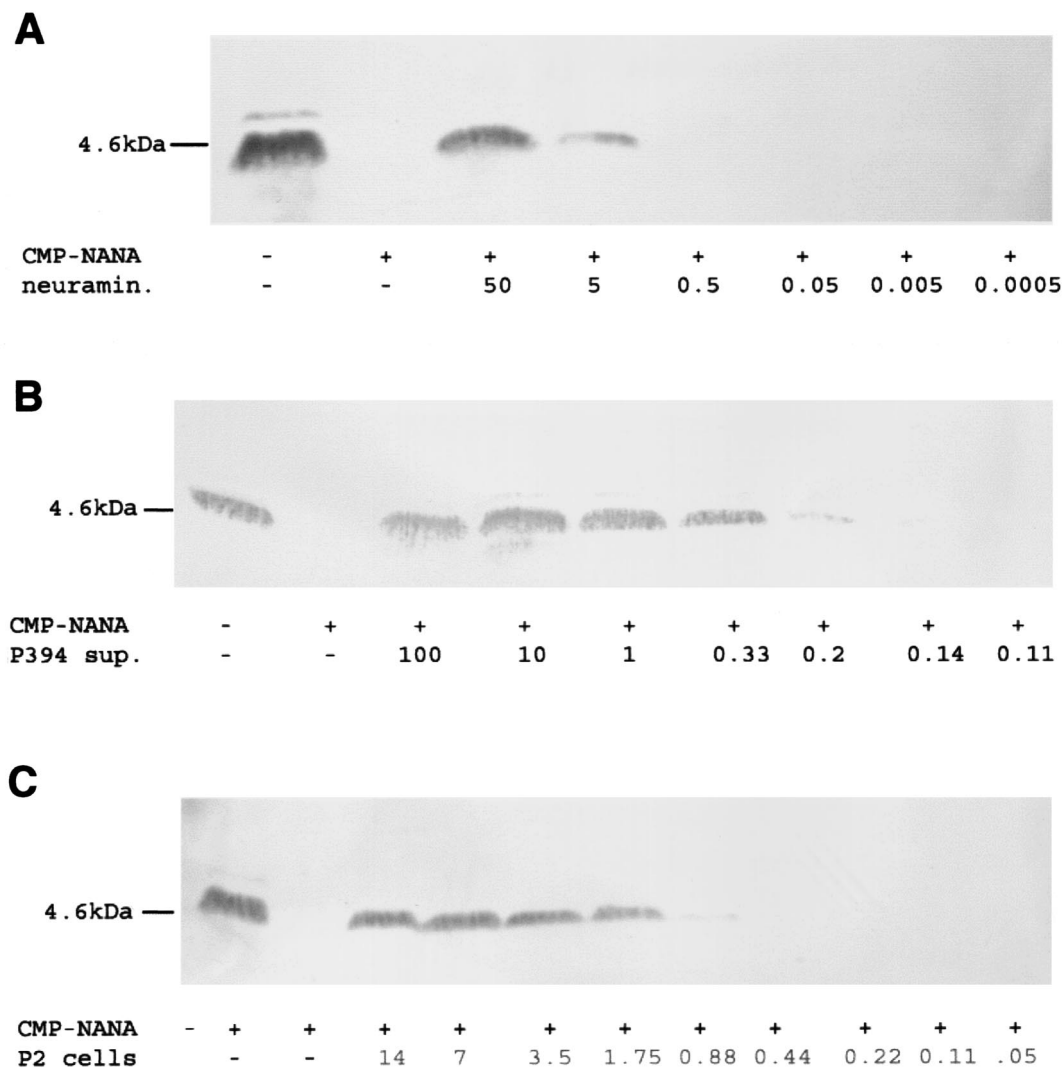 A
4.6kDa
CMP-NANA - + + + + + + +
neuramin. - - 50 5 0.5 0.05 0.005 0.0005
B
4.6kDa
CMP-NANA - + + + + + + + +
P394 sup. - - 100 10 1 0.33 0.2 0.14 0.11
C
4.6kDa
CMP-NANA - + + + + + + + + + + +
P2 cells - - 14 7 3.5 1.75 0.88 0.44 0.22 0.11 .05